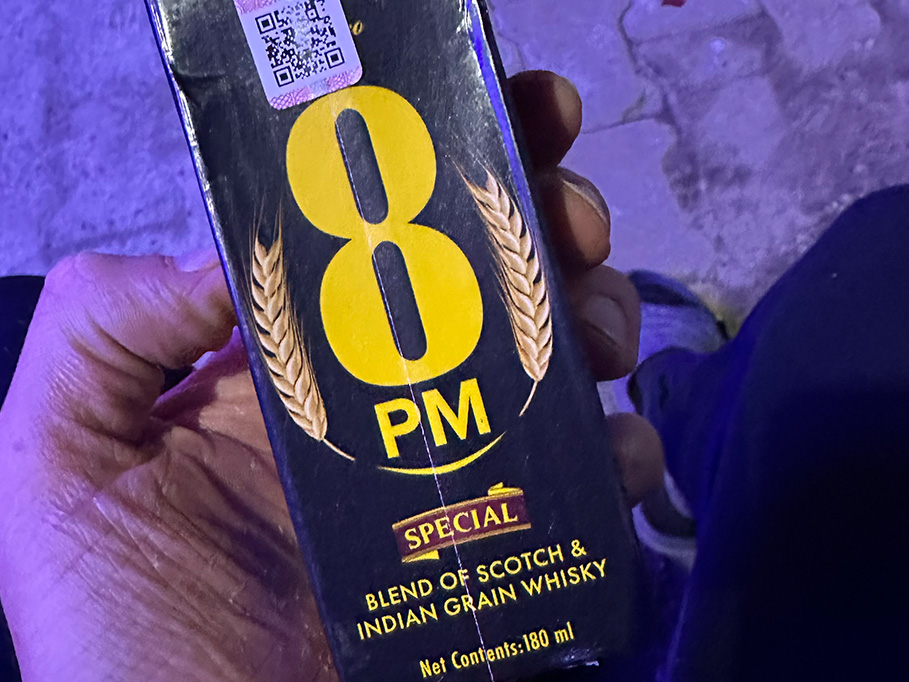 8
PM
SPECIAL
BLEND OF SCOTCH &
INDIAN GRAIN WHISKY
Net Contents:180 ml